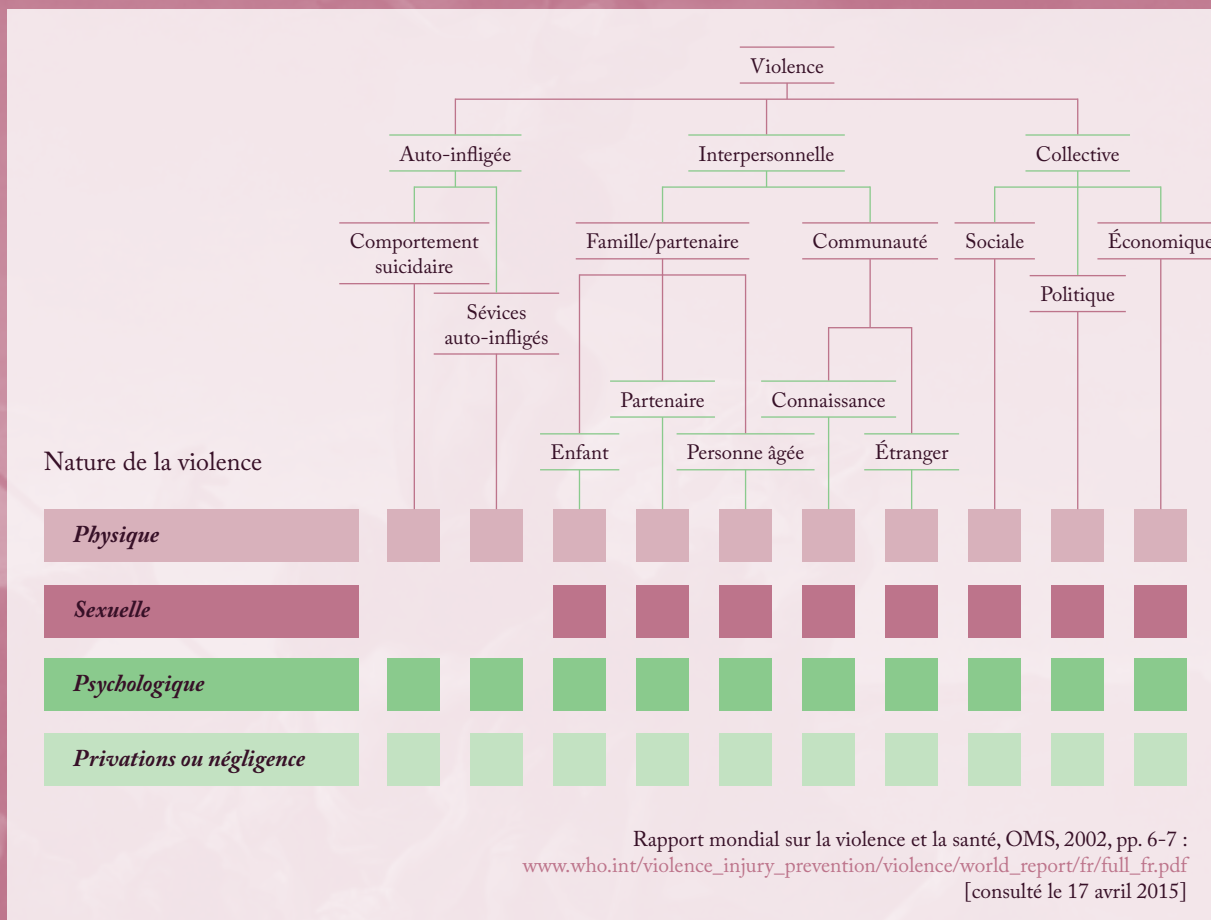 Violence
Auto-infligée
Interpersonnelle
Collective
Comportement
suicidaire
Famille/partenaire
Communauté
Sociale
Économique
Politique
Sévices
auto-infligés
Partenaire
Connaissance
Enfant
Personne âgée
Étranger
Nature de la violence
Physique
Sexuelle
Psychologique
Privations ou négligence
Rapport mondial sur la violence et la santé, OMS, 2002, pp. 6-7 :
www.who.int/violence_injury_prevention/violence/world_report/fr/full_fr.pdf
[consulté le 17 avril 2015]